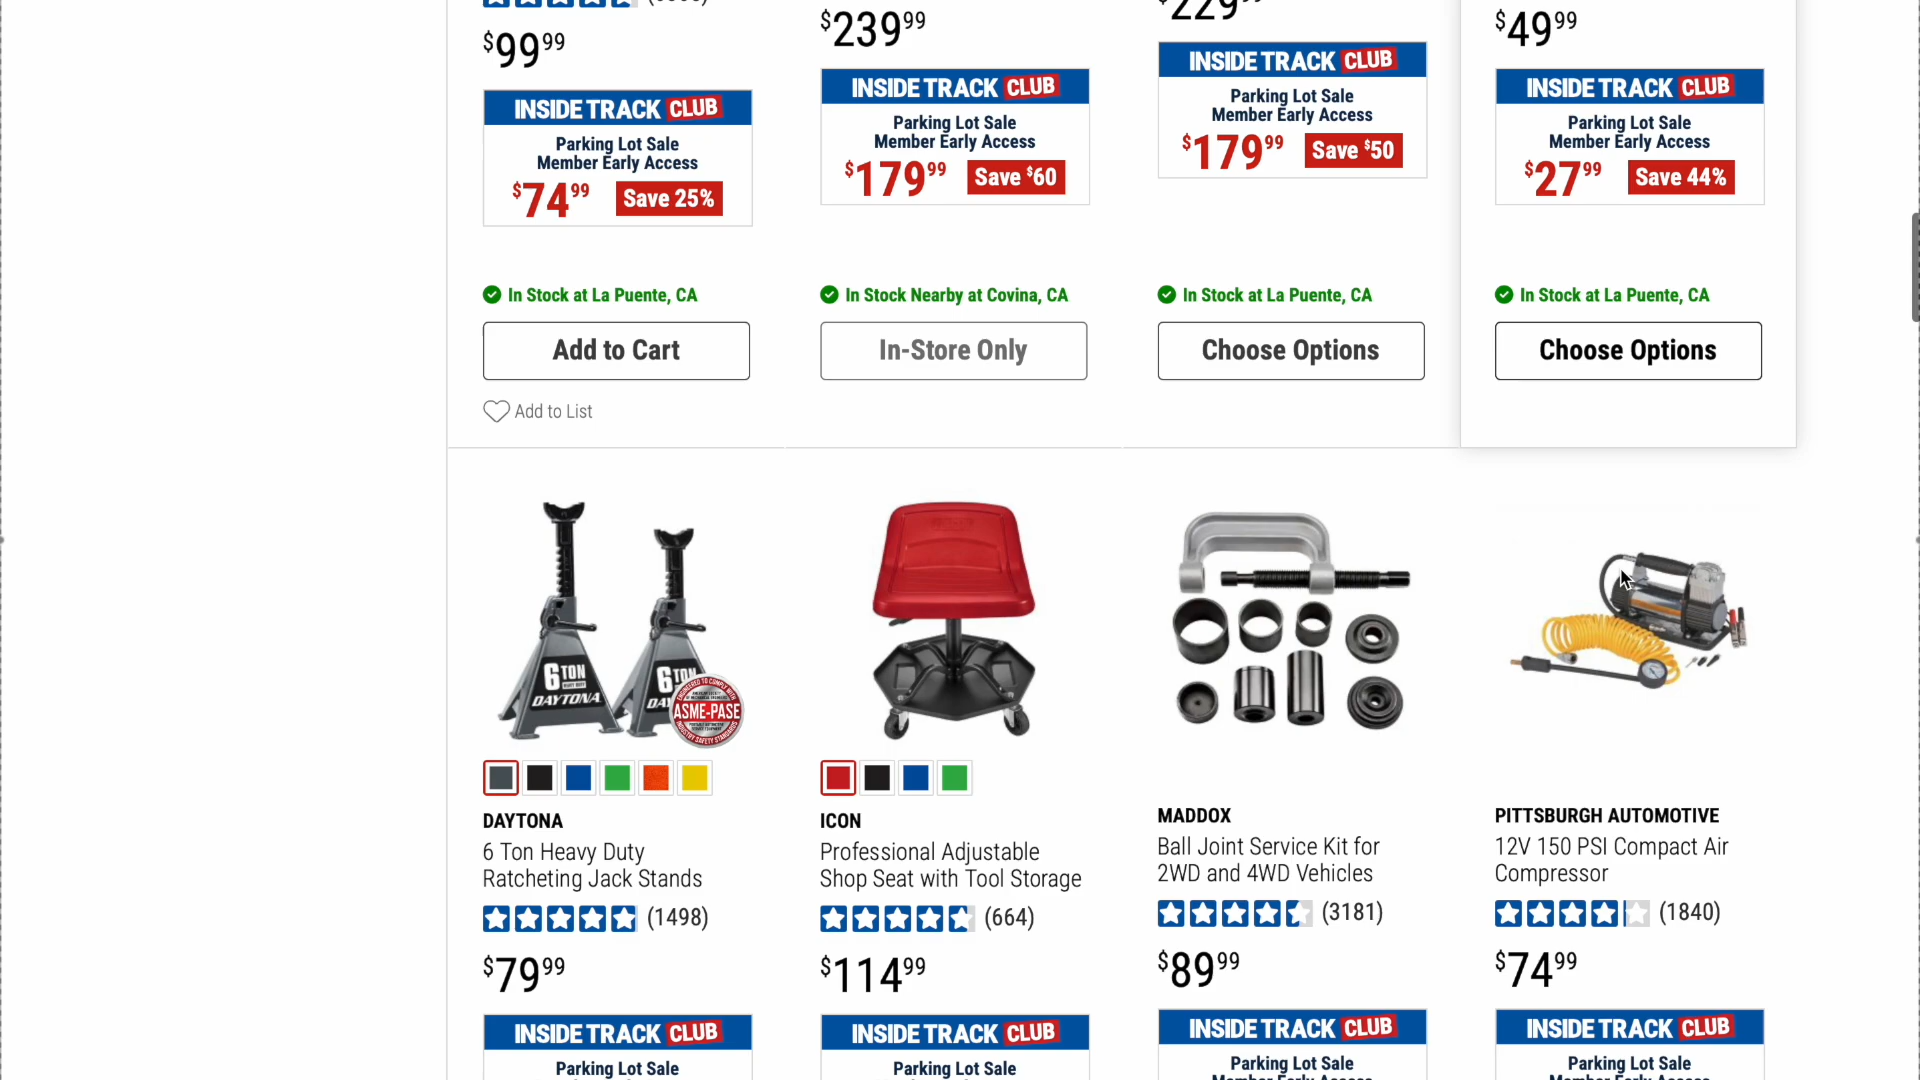 $99.99
INSIDE TRACK CLUB
Parking Lot Sale
Member Early Access
$74.99 Save 25%
In Stock at La Puente, CA
Add to Cart
Add to List
$239.99
INSIDE TRACK CLUB
Parking Lot Sale
Member Early Access
$179.99 Save $60
In Stock Nearby at Covina, CA
In-Store Only
$229.99
INSIDE TRACK CLUB
Parking Lot Sale
Member Early Access
$179.99 Save $50
In Stock at La Puente, CA
Choose Options
$49.99
INSIDE TRACK CLUB
Parking Lot Sale
Member Early Access
$27.99 Save 44%
In Stock at La Puente, CA
Choose Options
6 TON
DAYTONA
6 TON
ASME-PASE
DAYTONA
6 Ton Heavy Duty
Ratcheting Jack Stands
(1498)
$79.99
INSIDE TRACK CLUB
Parking Lot Sale
ICON
Professional Adjustable
Shop Seat with Tool Storage
(664)
$114.99
INSIDE TRACK CLUB
Parking Lot Sale
MADDOX
Ball Joint Service Kit for
2WD and 4WD Vehicles
(3181)
$89.99
INSIDE TRACK CLUB
Parking Lot Sale
Member Early Access
PITTSBURGH AUTOMOTIVE
12V 150 PSI Compact Air
Compressor
(1840)
$74.99
INSIDE TRACK CLUB
Parking Lot Sale
Member Early Access